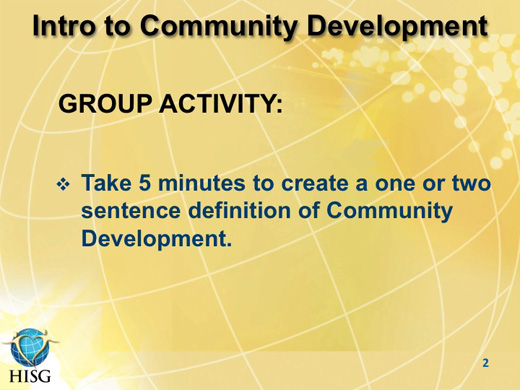 Intro to Community Development
GROUP ACTIVITY:
❖ Take 5 minutes to create a one or two
sentence definition of Community
Development.
HISG
2